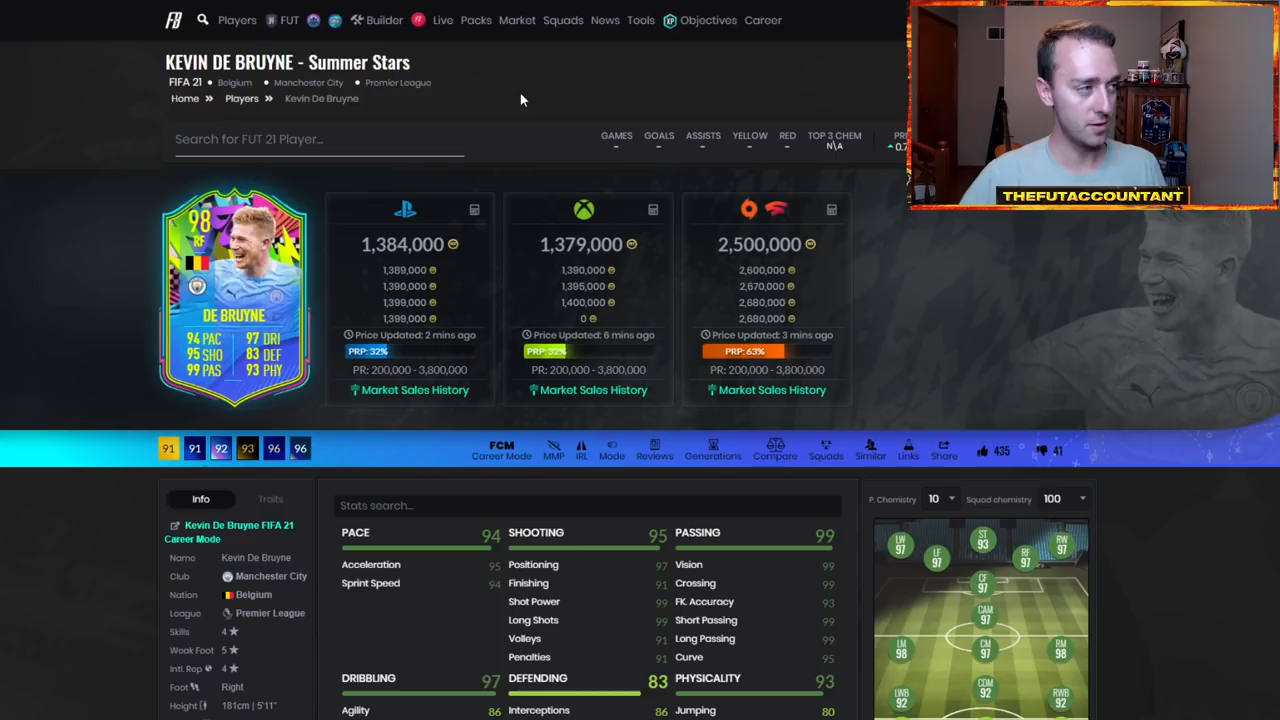 Players FUT Builder Live Packs Market Squads News Tools XP Objectives Career
KEVIN DE BRUYNE - Summer Stars
FIFA 21 • Belgium • Manchester City • Premier League
Home » Players » Kevin De Bruyne
Search for FUT 21 Player...
GAMES GOALS ASSISTS YELLOW RED TOP 3 CHEM
- - - - - N\A
THEFUTACCOUNTANT
98
RF
DE BRUYNE
94 PAC 97 DRI
95 SHO 83 DEF
99 PAS 93 PHY
1,384,000
1,389,000
1,390,000
1,399,000
1,399,000
Price Updated: 2 mins ago
PRP: 32%
PR: 200,000 - 3,800,000
Market Sales History
1,379,000
1,390,000
1,395,000
1,400,000
0
Price Updated: 6 mins ago
PRP: 32%
PR: 200,000 - 3,800,000
Market Sales History
2,500,000
2,600,000
2,670,000
2,680,000
2,680,000
Price Updated: 3 mins ago
PRP: 63%
PR: 200,000 - 3,800,000
Market Sales History
91 91 92 93 96 96
FCM
Career Mode MMP IRL Mode Reviews Generations Compare Squads Similar Links Share 435 41
Info Traits
Kevin De Bruyne FIFA 21
Career Mode
Name Kevin De Bruyne
Club Manchester City
Nation Belgium
League Premier League
Skills 4 ★
Weak Foot 5 ★
Intl. Rep 4 ★
Foot Right
Height 181cm | 5'11"
Stats search...
PACE 94
Acceleration 95
Sprint Speed 94
SHOOTING 95
Positioning 97
Finishing 91
Shot Power 99
Long Shots 99
Volleys 91
Penalties 91
PASSING 99
Vision 99
Crossing 99
FK. Accuracy 93
Short Passing 99
Long Passing 99
Curve 95
DRIBBLING 97
Agility 86
DEFENDING 83
Interceptions 86
PHYSICALITY 93
Jumping 80
P. Chemistry 10 Squad chemistry 100
LW 97
LF 97
ST 93
RF 97
RW 97
CF 97
CAM 97
LM 98
CM 97
RM 98
LWB 92
CDM 92
RWB 92